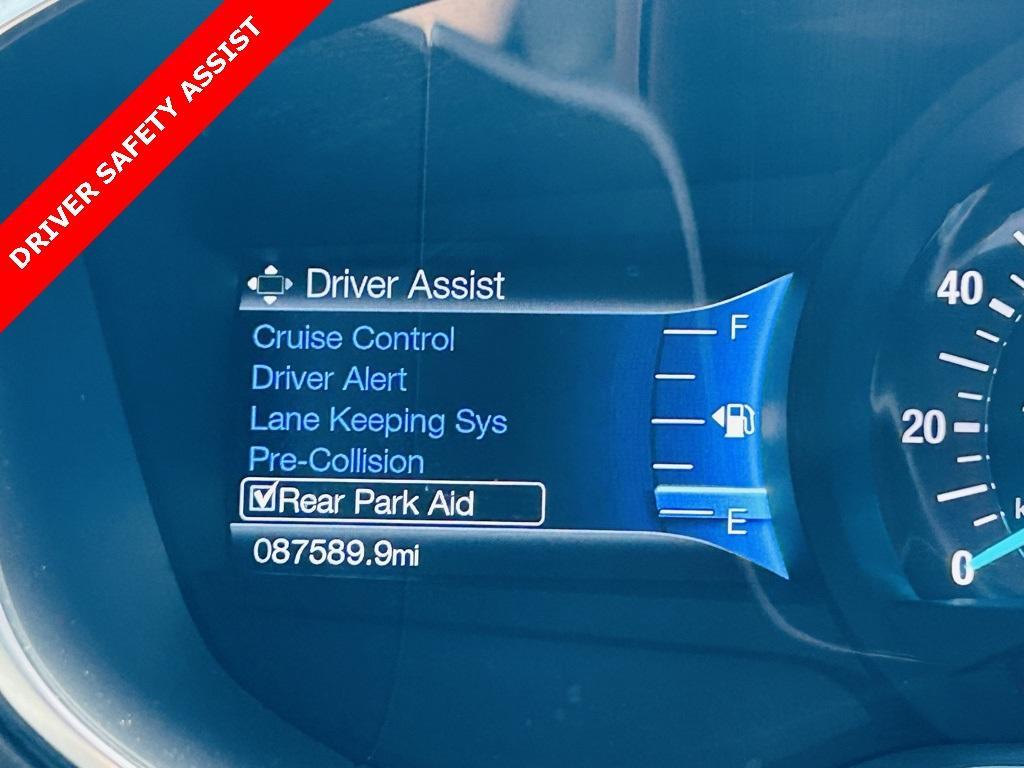 DRIVER SAFETY ASSIST
Driver Assist
Cruise Control
Driver Alert
Lane Keeping Sys
Pre-Collision
Rear Park Aid
087589.9mi
F
E
40
20
0